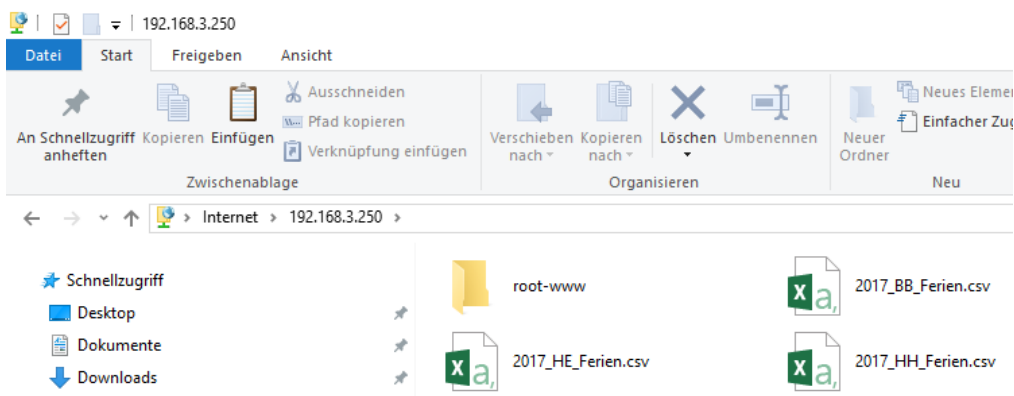 192.168.3.250
Datei Start Freigeben Ansicht
An Schnellzugriff anheften
Kopieren
Einfügen
Ausschneiden
Pfad kopieren
Verknüpfung einfügen
Zwischenablage
Verschieben nach
Kopieren nach
Löschen
Umbenennen
Organisieren
Neuer Ordner
Neues Elemen
Einfacher Zug
Neu
Internet 192.168.3.250
Schnellzugriff
Desktop
Dokumente
Downloads
root-www
2017_BB_Ferien.csv
2017_HE_Ferien.csv
2017_HH_Ferien.csv